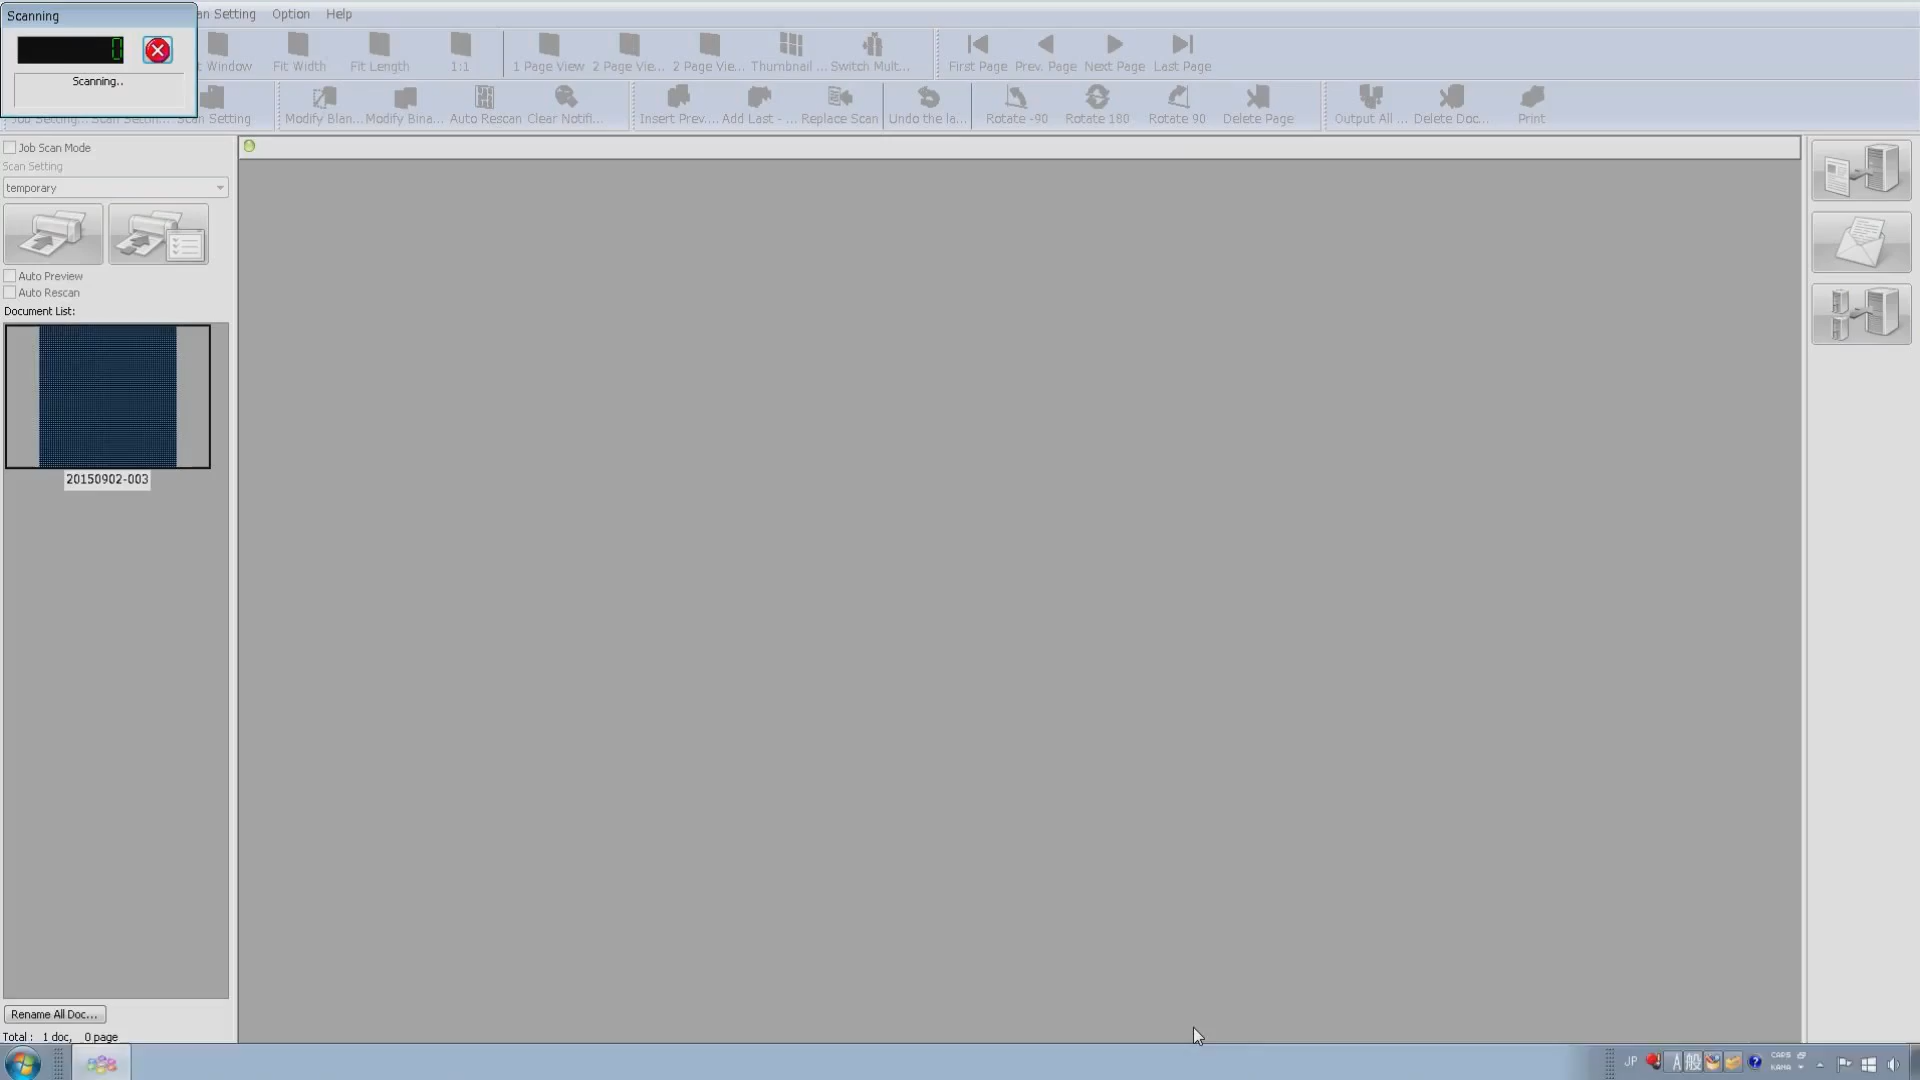 Scanning
Scan Setting Option Help
0
Window Fit Width Fit Length 1:1 1 Page View 2 Page Vie... 2 Page Vie... Thumbnail ... Switch Mult... First Page Prev. Page Next Page Last Page
Scanning..
Setting Modify Blan... Modify Bina... Auto Rescan Clear Notifi... Insert Prev... Add Last - ... Replace Scan Undo the la... Rotate -90 Rotate 180 Rotate 90 Delete Page Output All ... Delete Doc... Print
Job Scan Mode
Scan Setting
temporary
Auto Preview
Auto Rescan
Document List:
20150902-003
Rename All Doc...
Total : 1 doc, 0 page
JP A 般 CAPS
KANA